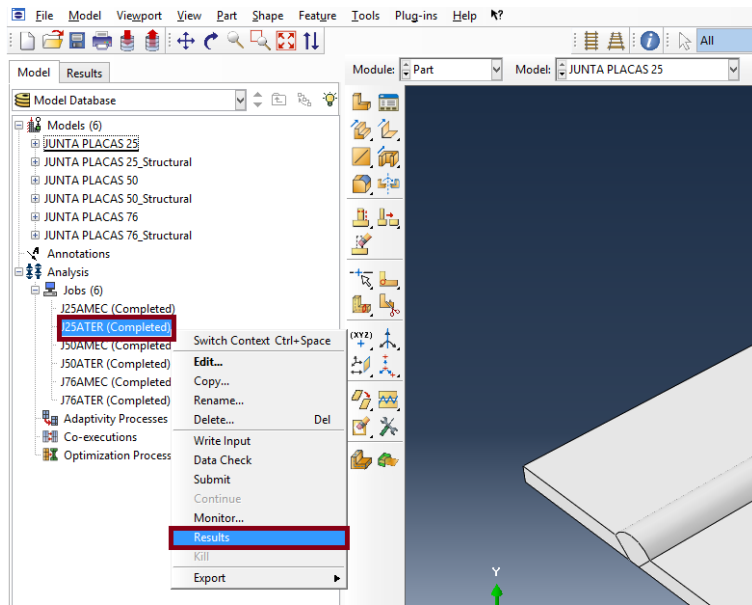 File Model Viewport View Part Shape Feature Tools Plug-ins Help
All
Model Results
Module: Part Model: JUNTA PLACAS 25
Model Database
Models (6)
JUNTA PLACAS 25
JUNTA PLACAS 25_Structural
JUNTA PLACAS 50
JUNTA PLACAS 50_Structural
JUNTA PLACAS 76
JUNTA PLACAS 76_Structural
Annotations
Analysis
Jobs (6)
J25AMEC (Completed)
J25ATER (Completed)
J50AMEC (Completed
J50ATER (Completed)
J76AMEC (Completed
J76ATER (Completed)
Adaptivity Processes
Co-executions
Optimization Process
Switch Context Ctrl+Space
Edit...
Copy...
Rename...
Delete... Del
Write Input
Data Check
Submit
Continue
Monitor...
Results
Kill
Export
(XYZ)
Y